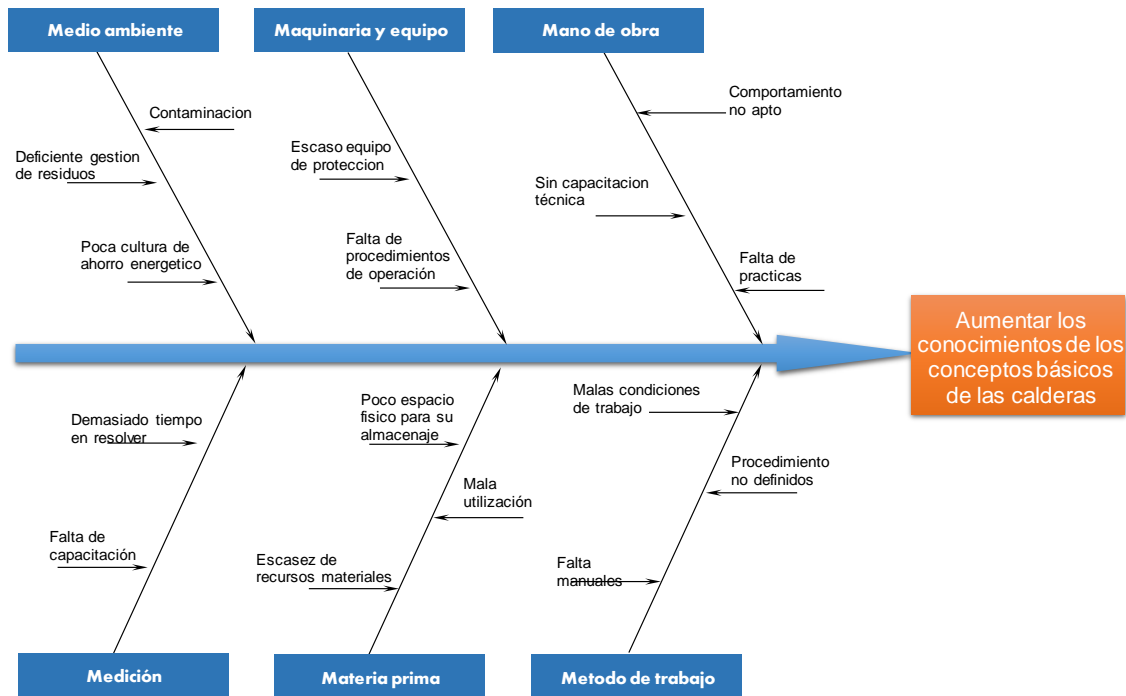 Medio ambiente
Maquinaria y equipo
Mano de obra
Contaminacion
Deficiente gestion
de residuos
Poca cultura de
ahorro energetico
Escaso equipo
de proteccion
Falta de
procedimientos
de operación
Comportamiento
no apto
Sin capacitacion
técnica
Falta de
practicas
Aumentar los
conocimientos de los
conceptos básicos
de las calderas
Demasiado tiempo
en resolver
Falta de
capacitación
Poco espacio
fisico para su
almacenaje
Mala
utilización
Escasez de
recursos materiales
Malas condiciones
de trabajo
Procedimiento
no definidos
Falta
manuales
Medición
Materia prima
Metodo de trabajo